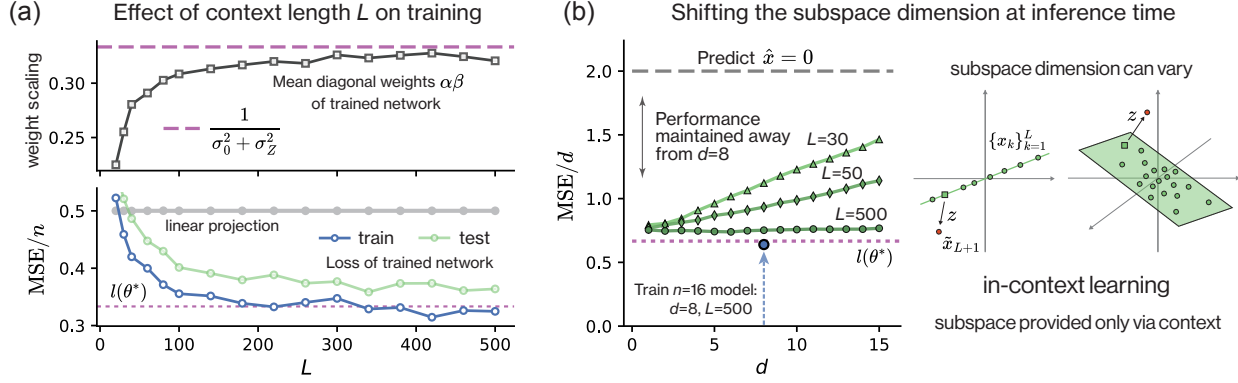 (a) Effect of context length L on training
weight scaling
0.30
0.25
Mean diagonal weights αβ
of trained network
1 / (σ₀² + σ_Z²)
MSE/n
0.5
0.4
0.3
linear projection
train
test
Loss of trained network
l(θ*)
0 100 200 300 400 500
L
(b) Shifting the subspace dimension at inference time
MSE/d
2.0
1.5
1.0
0.5
0.0
Predict x̂ = 0
Performance
maintained away
from d=8
L=30
L=50
L=500
l(θ*)
Train n=16 model:
d=8, L=500
0 5 10 15
d
subspace dimension can vary
{x_k}_{k=1}^L
z
x̃_{L+1}
z
in-context learning
subspace provided only via context